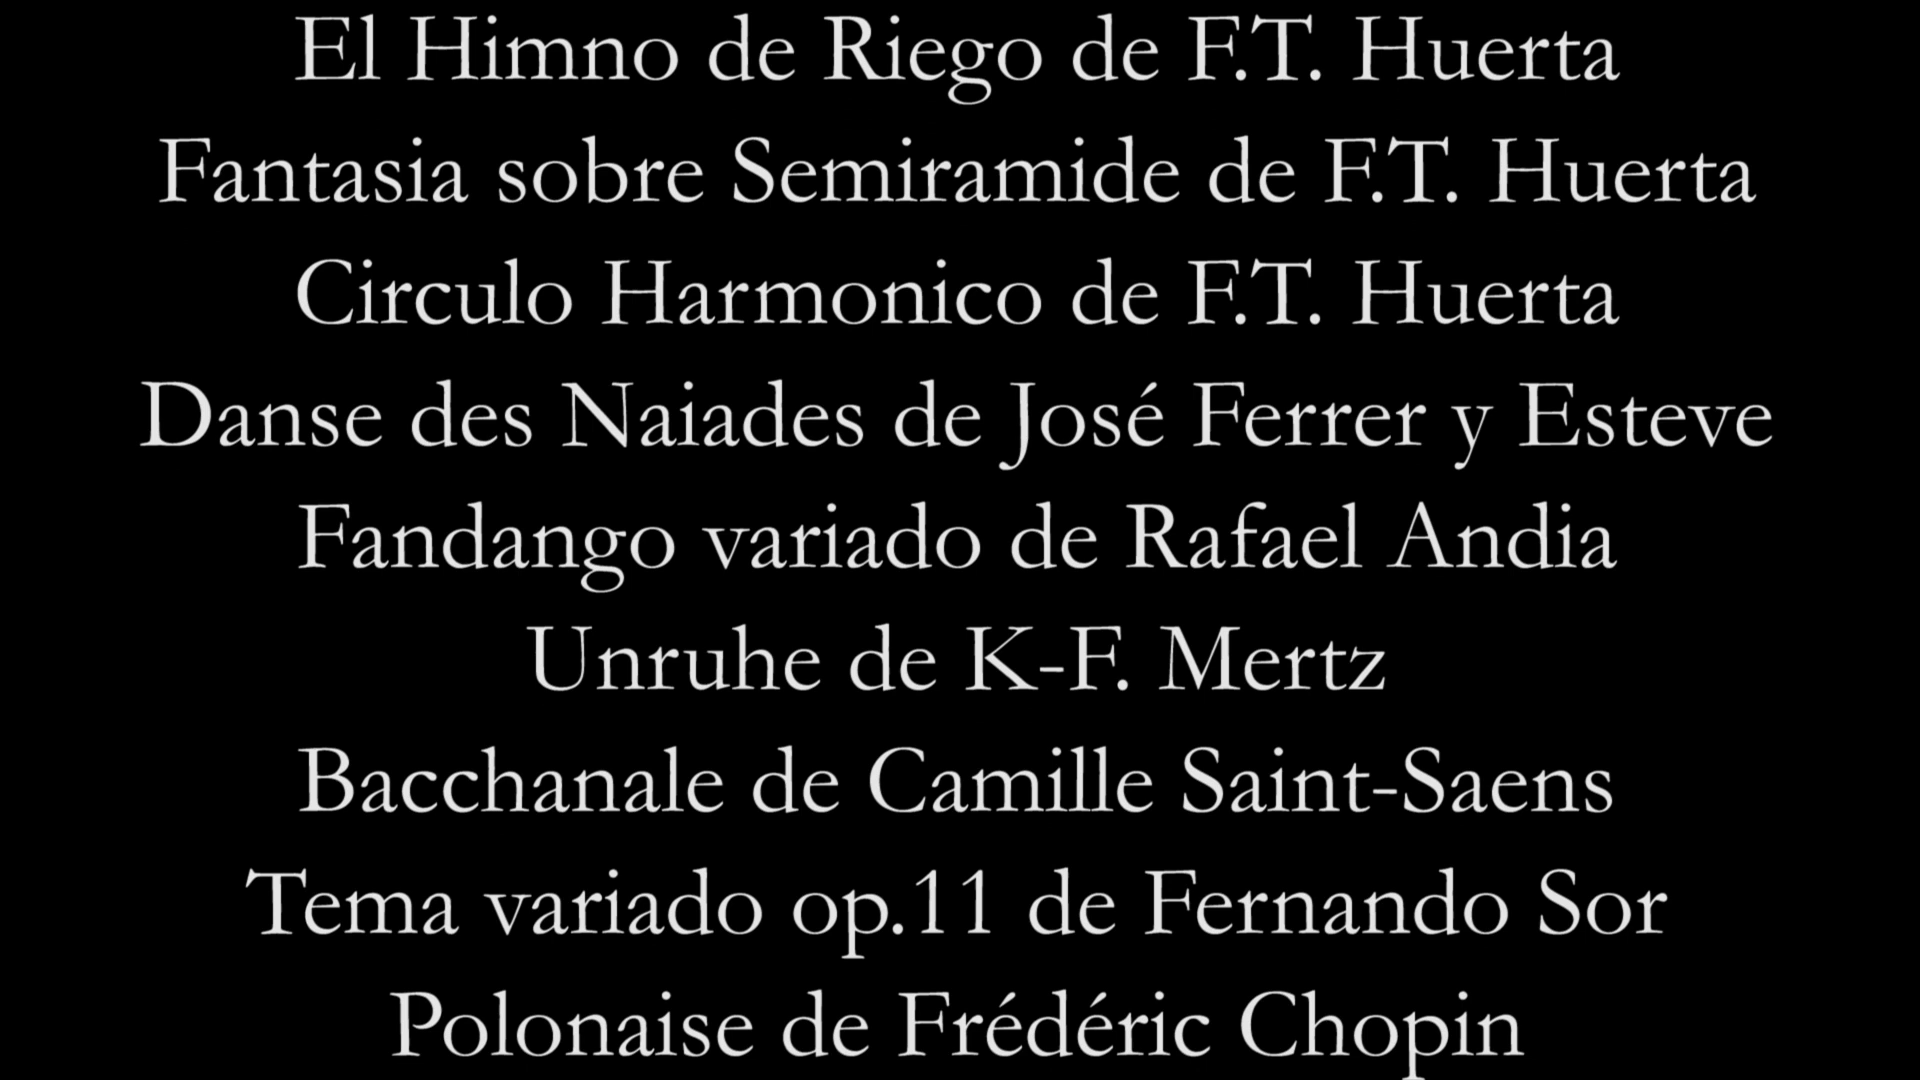 El Himno de Riego de F.T. Huerta
Fantasia sobre Semiramide de F.T. Huerta
Circulo Harmonico de F.T. Huerta
Danse des Naiades de José Ferrer y Esteve
Fandango variado de Rafael Andia
Unruhe de K-F. Mertz
Bacchanale de Camille Saint-Saens
Tema variado op.11 de Fernando Sor
Polonaise de Frédéric Chopin